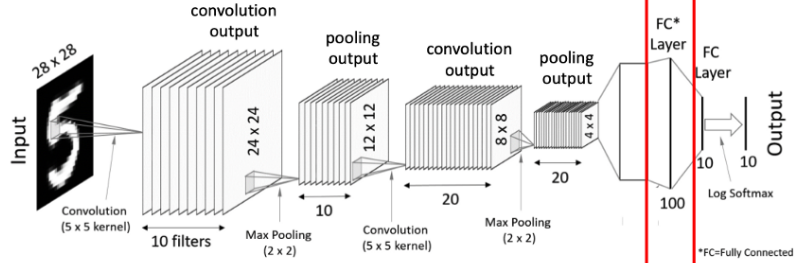 convolution
output
pooling
output
convolution
output
pooling
output
FC*
Layer
FC
Layer
28 x 28
Input
5
24 x 24
12 x 12
8 x 8
4 x 4
Output
10
10
Log Softmax
100
20
20
10
10 filters
Convolution
(5 x 5 kernel)
Max Pooling
(2 x 2)
Convolution
(5 x 5 kernel)
Max Pooling
(2 x 2)
*FC=Fully Connected